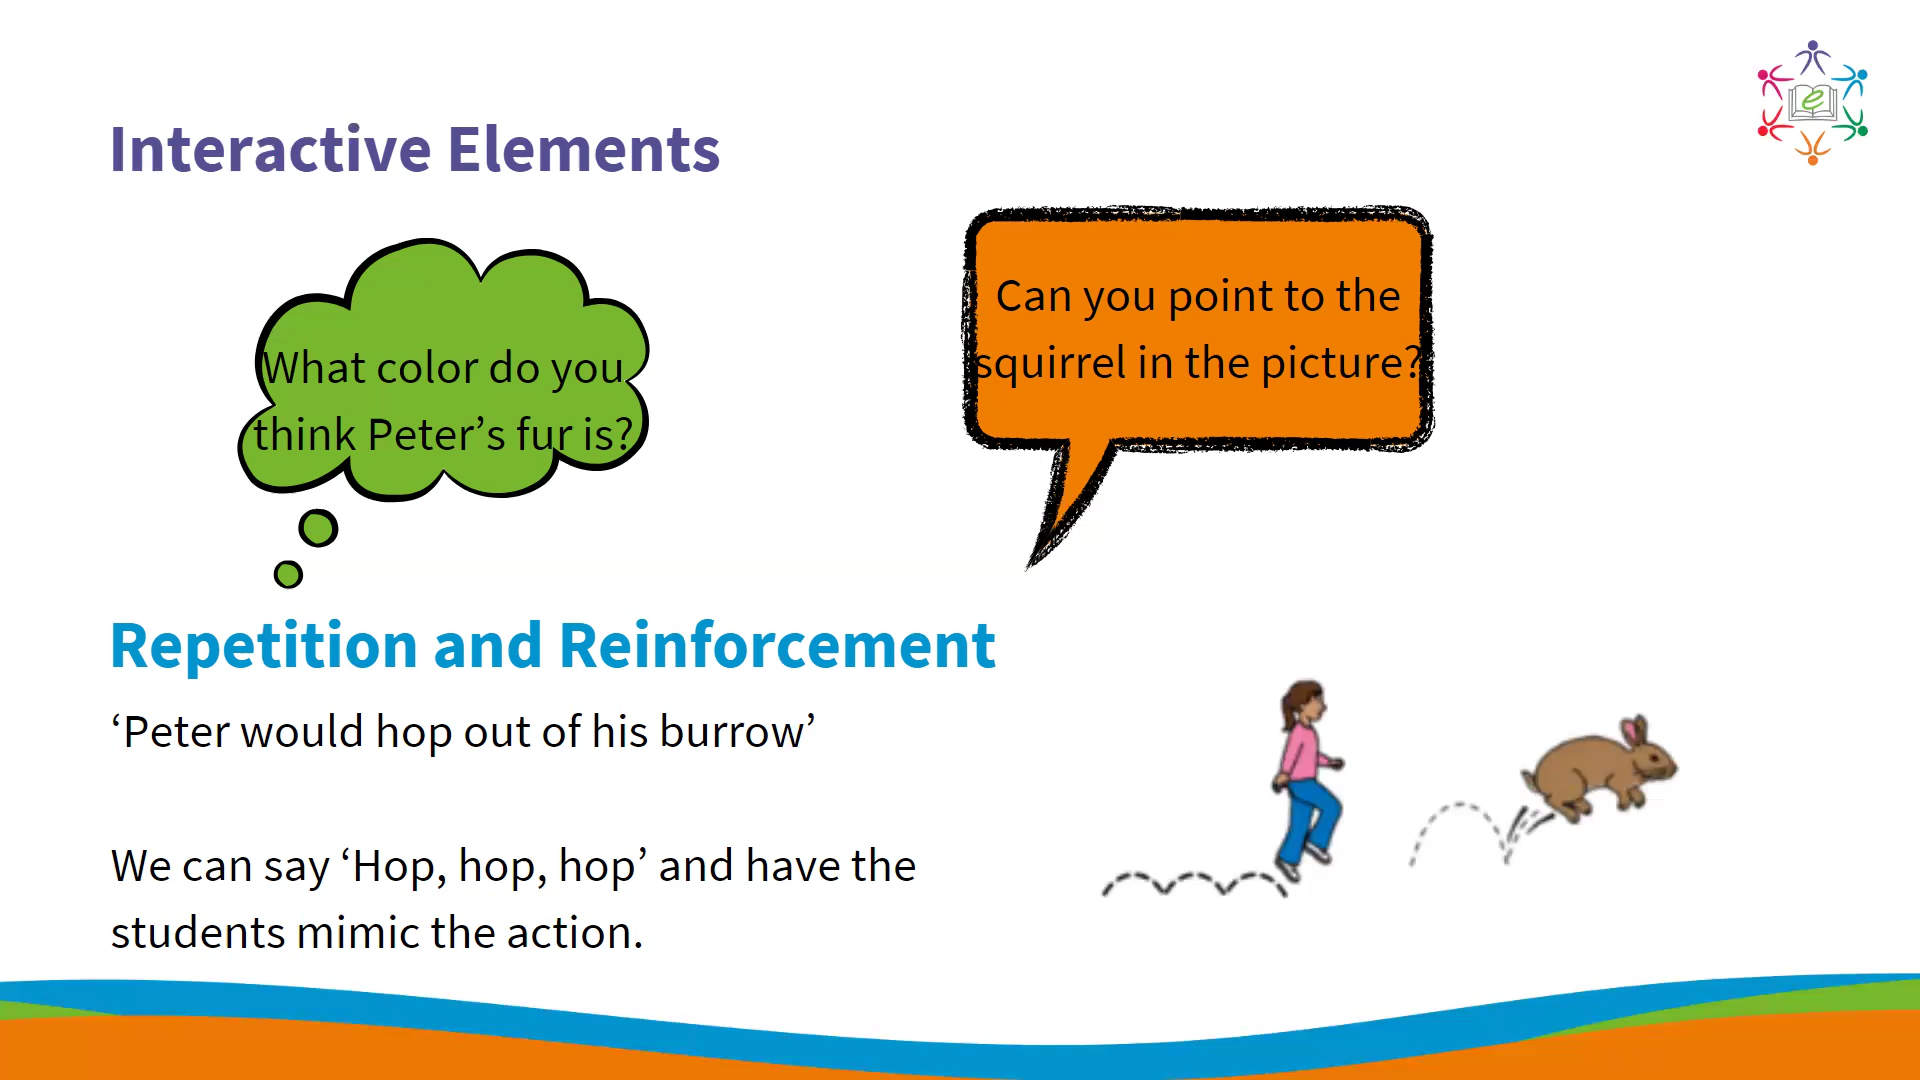 Interactive Elements
What color do you
think Peter’s fur is?
Can you point to the
squirrel in the picture?
Repetition and Reinforcement
‘Peter would hop out of his burrow’
We can say ‘Hop, hop, hop’ and have the
students mimic the action.
e